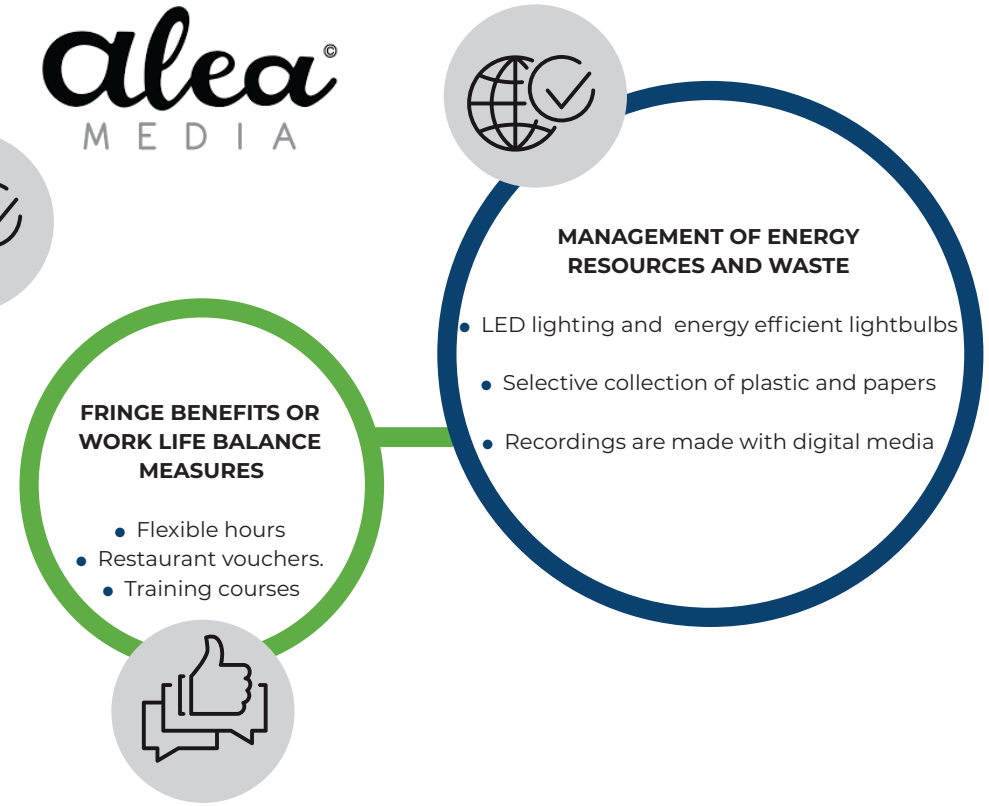 alea©
MEDIA
MANAGEMENT OF ENERGY
RESOURCES AND WASTE
• LED lighting and  energy efficient lightbulbs
• Selective collection of plastic and papers
• Recordings are made with digital media
FRINGE BENEFITS OR
WORK LIFE BALANCE
MEASURES
• Flexible hours
• Restaurant vouchers.
• Training courses